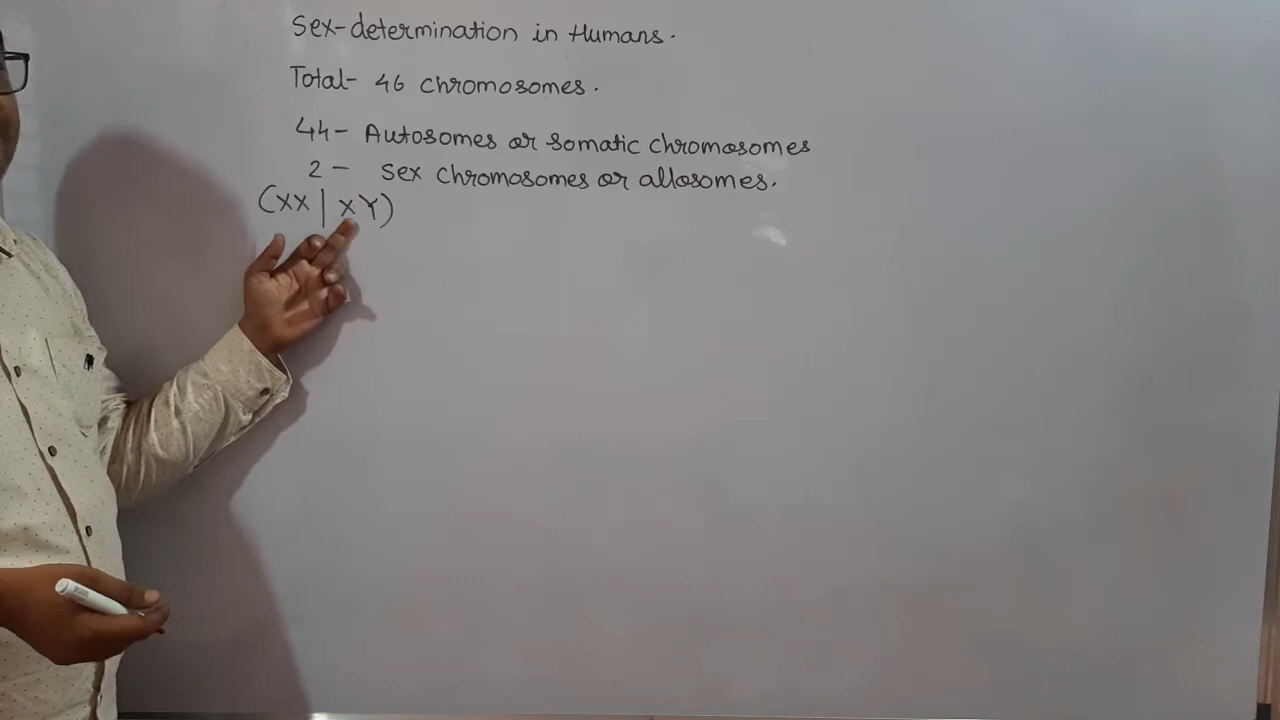 Sex-determination in Humans.
Total- 46 chromosomes.
44- Autosomes or somatic chromosomes
2 - sex chromosomes or allosomes.
(XX | XY)